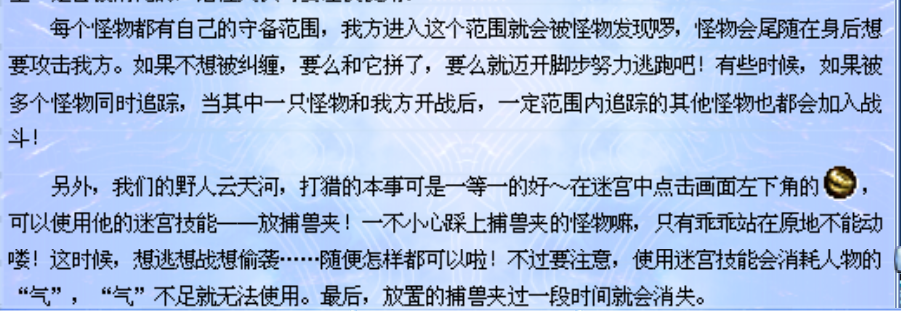 每个怪物都有自己的守备范围，我方进入这个范围就会被怪物发现啰，怪物会尾随在身后想
要攻击我方。如果不想被纠缠，要么和它拼了，要么就迈开脚步努力逃跑吧！有些时候，如果被
多个怪物同时追踪，当其中一只怪物和我方开战后，一定范围内追踪的其他怪物也都会加入战
斗！
另外，我们的野人云天河，打猎的本事可是一等一的好～在迷宫中点击画面左下角的，
可以使用他的迷宫技能——放捕兽夹！一不小心踩上捕兽夹的怪物嘛，只有乖乖站在原地不能动
喽！这时候，想逃想战想偷袭……随便怎样都可以啦！不过要注意，使用迷宫技能会消耗人物的
“气”，“气”不足就无法使用。最后，放置的捕兽夹过一段时间就会消失。